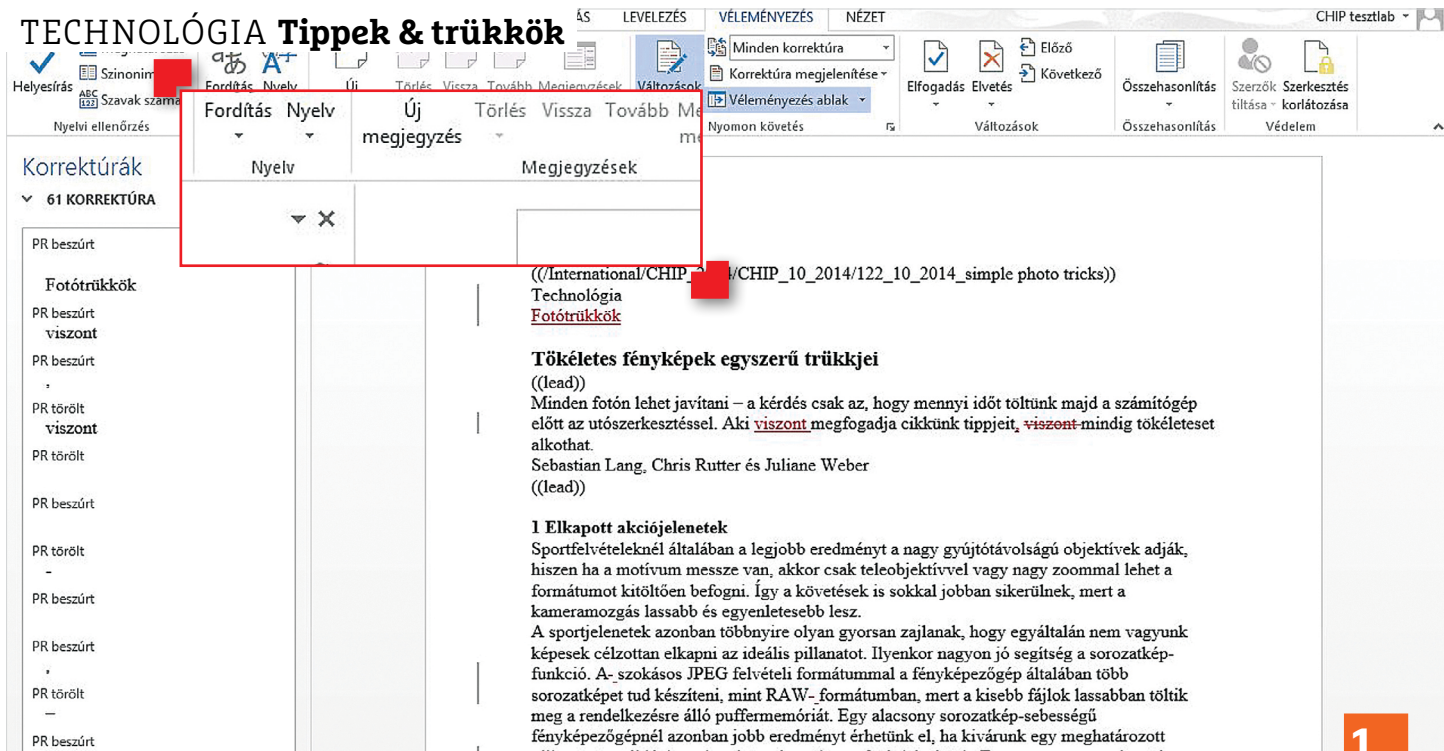 TECHNOLÓGIA Tippek & trükkök
LEVELEZÉS VÉLEMÉNYEZÉS NÉZET
CHIP tesztlab
Helyesírás
Szavak száma
Nyelvi ellenőrzés
Fordítás Nyelv
Új Törlés Vissza Tovább Megjegyzések
Változások
Minden korrektúra
Korrektúra megjelenítése
Véleményezés ablak
Nyomon követés
Elfogadás Elvetés
Előző
Következő
Változások
Összehasonlítás
Összehasonlítás
Szerzők tiltása
Szerkesztés korlátozása
Védelem
Fordítás Nyelv
Nyelv
Új megjegyzés
Törlés Vissza Tovább
Megjegyzések
Korrektúrák
61 KORREKTÚRA
PR beszúrt
Fotótrükkök
PR beszúrt
viszont
PR beszúrt
,
PR törölt
viszont
PR törölt
PR beszúrt
PR törölt
-
PR beszúrt
PR beszúrt
,
PR törölt
–
PR beszúrt
simple photo tricks))
Technológia
Fotótrükkök
Tökéletes fényképek egyszerű trükkjei
((lead))
Minden fotón lehet javítani – a kérdés csak az, hogy mennyi időt töltünk majd a számítógép
előtt az utószerkesztéssel. Aki viszont megfogadja cikkünk tippjeit, viszont mindig tökéleteset
alkothat.
Sebastian Lang, Chris Rutter és Juliane Weber
((lead))
1 Elkapott akciójelenetek
Sportfelvételeknél általában a legjobb eredményt a nagy gyújtótávolságú objektívek adják,
hiszen ha a motívum messze van, akkor csak teleobjektívvel vagy nagy zoommal lehet a
formátumot kitöltően befogni. Így a követések is sokkal jobban sikerülnek, mert a
kameramozgás lassabb és egyenletesebb lesz.
A sportjelenetek azonban többnyire olyan gyorsan zajlanak, hogy egyáltalán nem vagyunk
képesek célzottan elkapni az ideális pillanatot. Ilyenkor nagyon jó segítség a sorozatkép-
funkció. A- szokásos JPEG felvételi formátummal a fényképezőgép általában több
sorozatképet tud készíteni, mint RAW- formátumban, mert a kisebb fájlok lassabban töltik
meg a rendelkezésre álló puffermemóriát. Egy alacsony sorozatkép-sebességű
fényképezőgépnél azonban jobb eredményt érhetünk el, ha kivárunk egy meghatározott
1